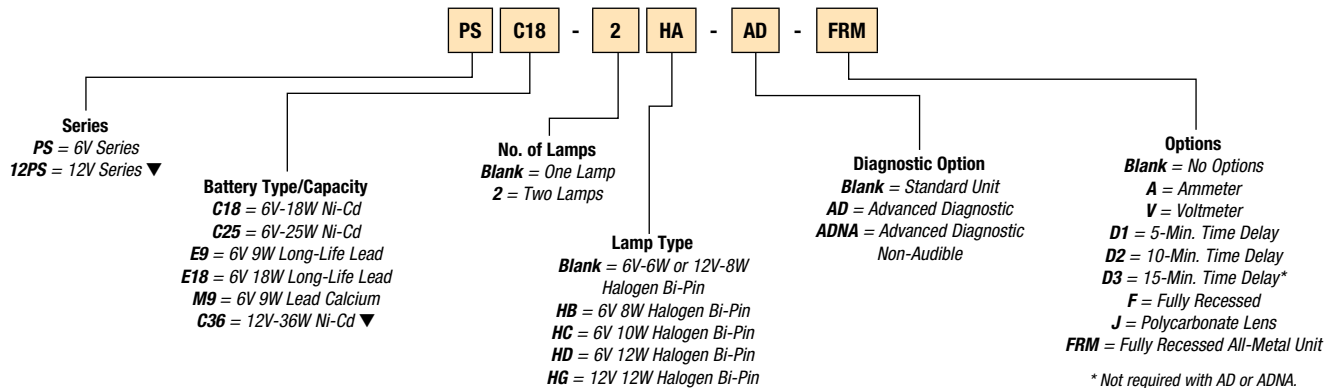 PS C18 - 2 HA - AD - FRM
Series
PS = 6V Series
12PS = 12V Series ▼
Battery Type/Capacity
C18 = 6V-18W Ni-Cd
C25 = 6V-25W Ni-Cd
E9 = 6V 9W Long-Life Lead
E18 = 6V 18W Long-Life Lead
M9 = 6V 9W Lead Calcium
C36 = 12V-36W Ni-Cd ▼
No. of Lamps
Blank = One Lamp
2 = Two Lamps
Lamp Type
Blank = 6V-6W or 12V-8W
Halogen Bi-Pin
HB = 6V 8W Halogen Bi-Pin
HC = 6V 10W Halogen Bi-Pin
HD = 6V 12W Halogen Bi-Pin
HG = 12V 12W Halogen Bi-Pin
Diagnostic Option
Blank = Standard Unit
AD = Advanced Diagnostic
ADNA = Advanced Diagnostic
Non-Audible
Options
Blank = No Options
A = Ammeter
V = Voltmeter
D1 = 5-Min. Time Delay
D2 = 10-Min. Time Delay
D3 = 15-Min. Time Delay*
F = Fully Recessed
J = Polycarbonate Lens
FRM = Fully Recessed All-Metal Unit
* Not required with AD or ADNA.